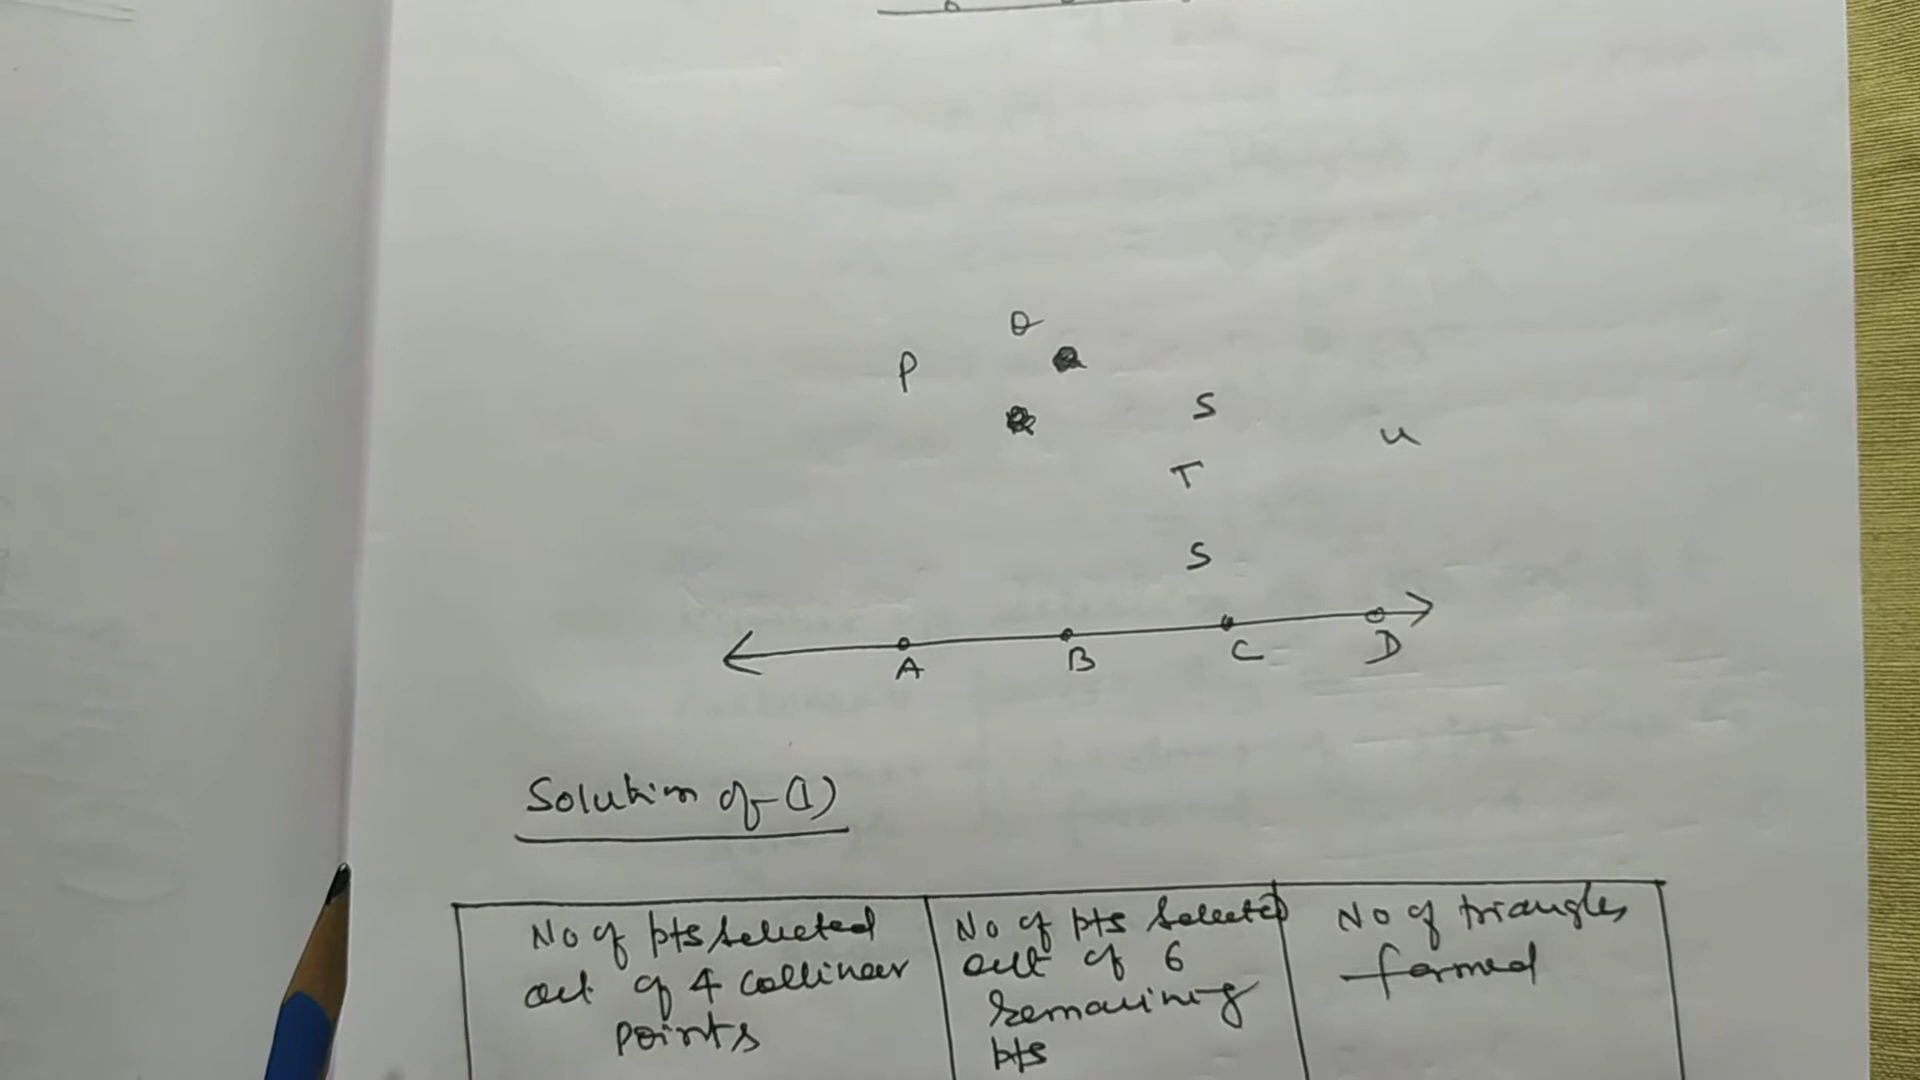 Q
P
S
U
T
S
A B C D
Solution of (1)
No of pts selected
out of 4 collinear
points
No of pts selected
out of 6
remaining
pts
No of triangles
formed